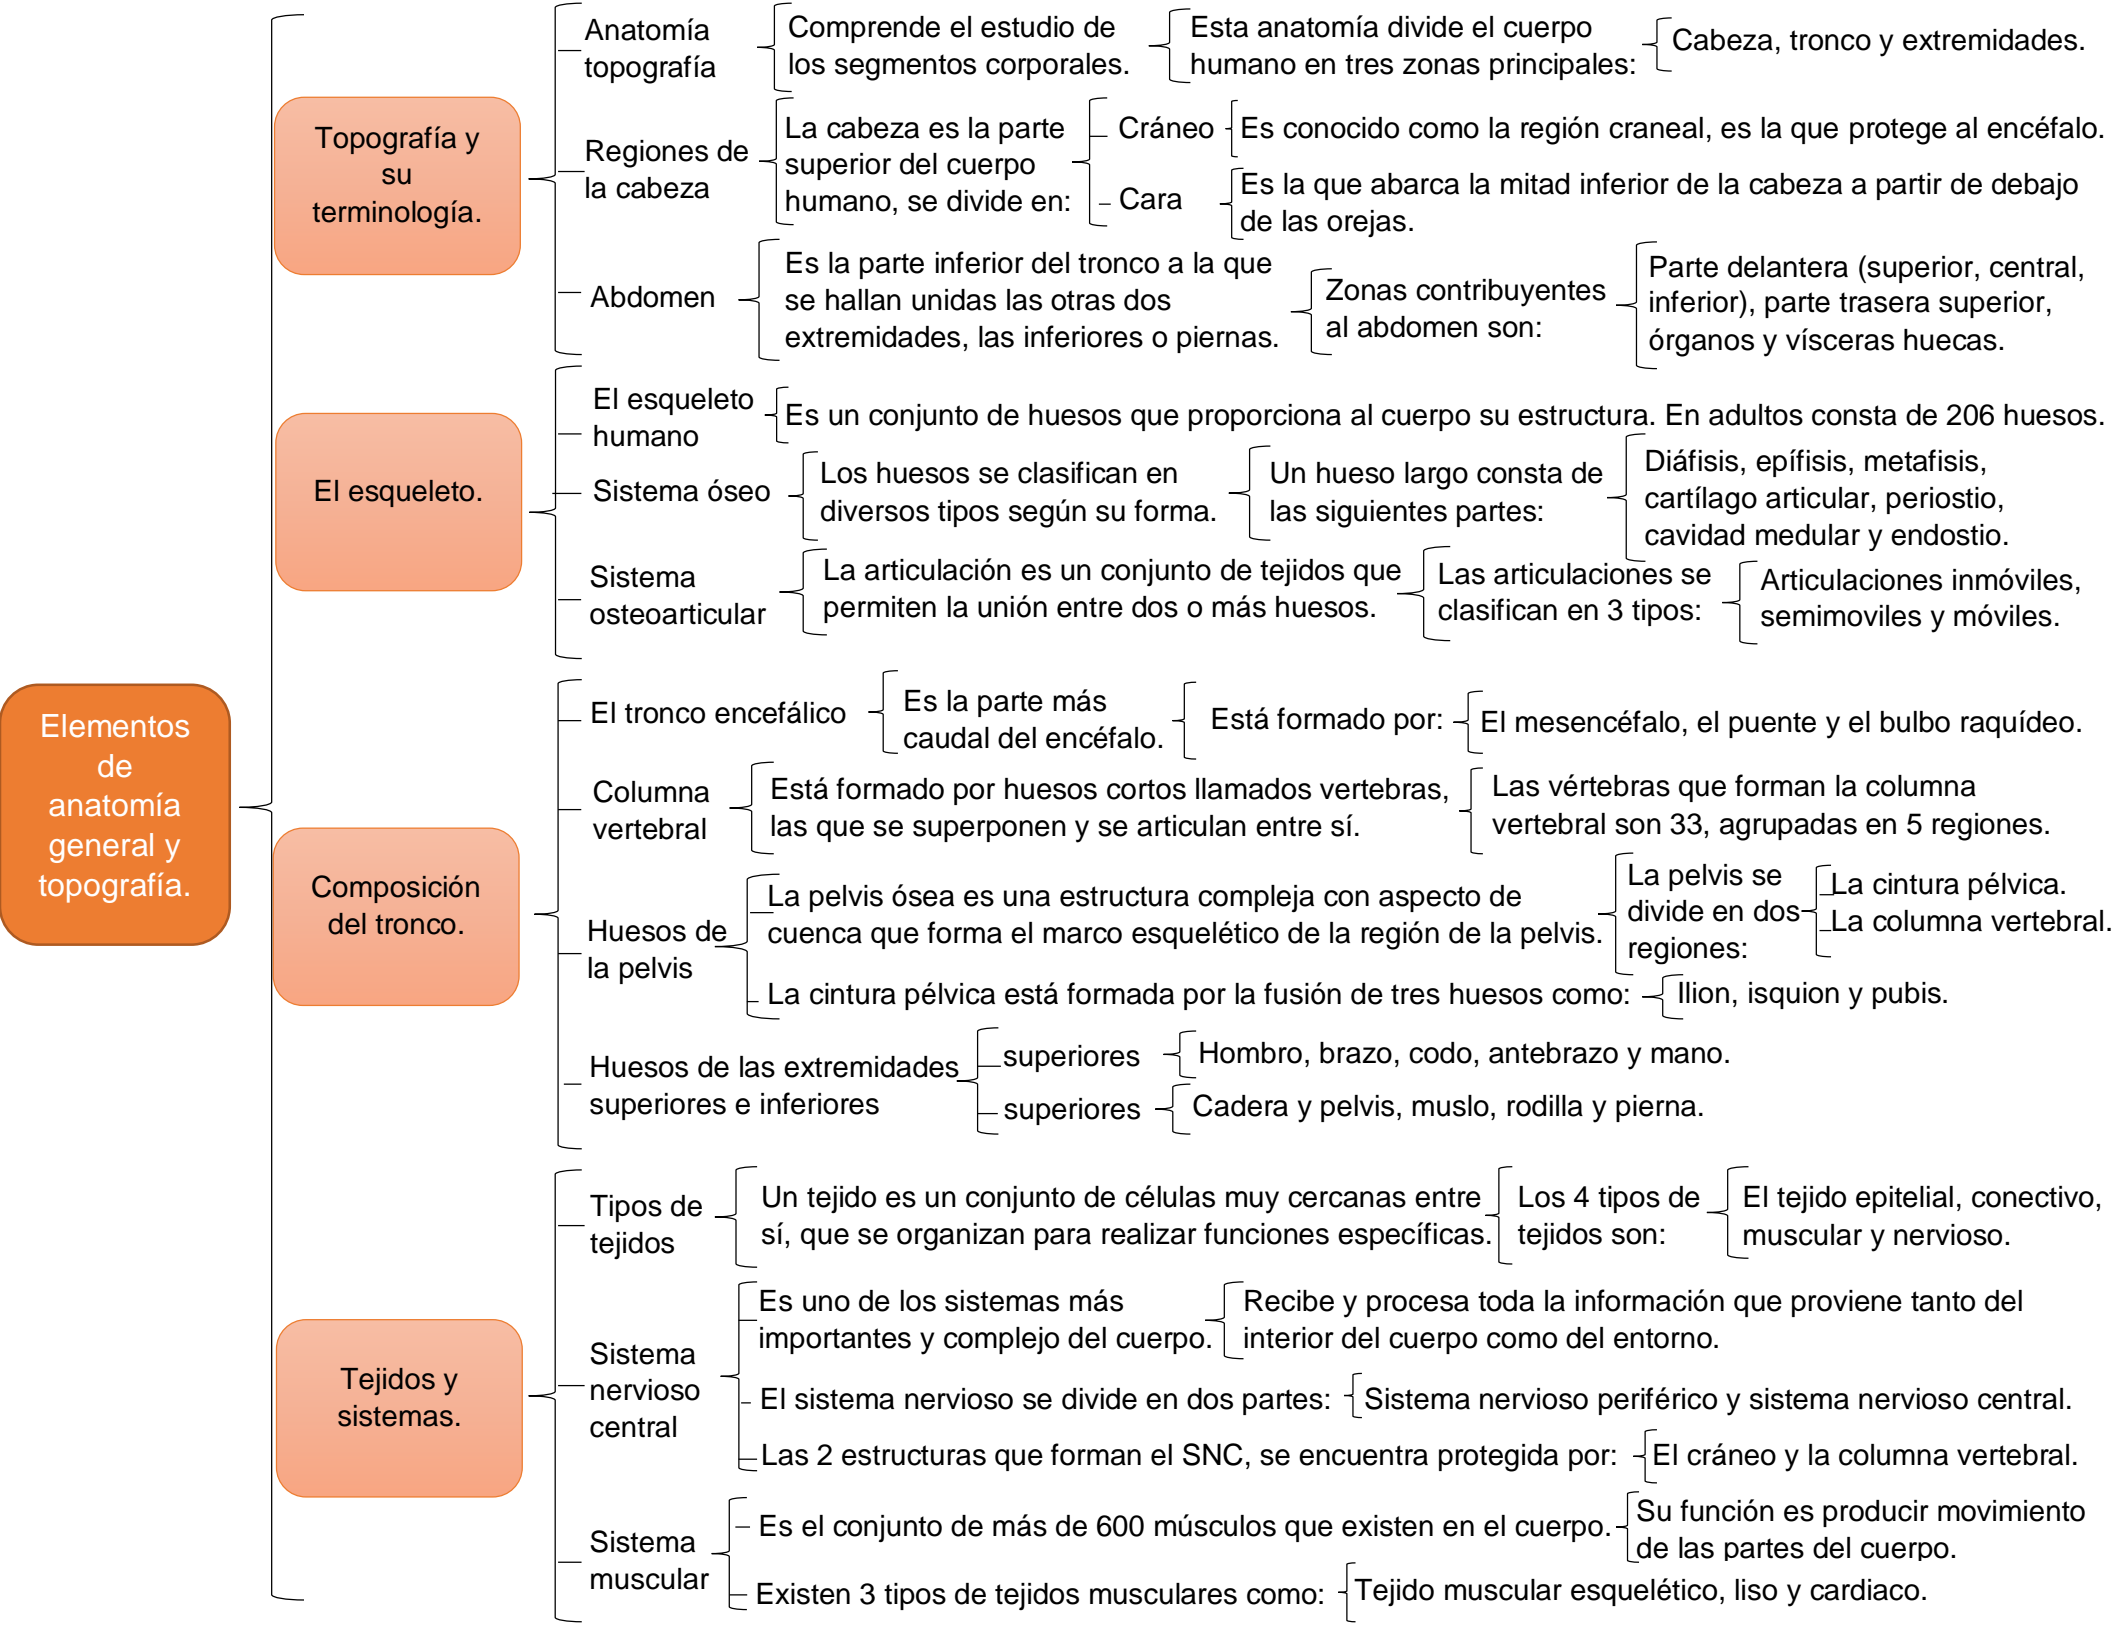 Elementos
de
anatomía
general y
topografía.
Topografía y
su
terminología.
Anatomía
topografía
Comprende el estudio de
los segmentos corporales.
Esta anatomía divide el cuerpo
humano en tres zonas principales:
Cabeza, tronco y extremidades.
Regiones de
la cabeza
La cabeza es la parte
superior del cuerpo
humano, se divide en:
Cráneo
Es conocido como la región craneal, es la que protege al encéfalo.
Cara
Es la que abarca la mitad inferior de la cabeza a partir de debajo
de las orejas.
Abdomen
Es la parte inferior del tronco a la que
se hallan unidas las otras dos
extremidades, las inferiores o piernas.
Zonas contribuyentes
al abdomen son:
Parte delantera (superior, central,
inferior), parte trasera superior,
órganos y vísceras huecas.
El esqueleto.
El esqueleto
humano
Es un conjunto de huesos que proporciona al cuerpo su estructura. En adultos consta de 206 huesos.
Sistema óseo
Los huesos se clasifican en
diversos tipos según su forma.
Un hueso largo consta de
las siguientes partes:
Diáfisis, epífisis, metafisis,
cartílago articular, periostio,
cavidad medular y endostio.
Sistema
osteoarticular
La articulación es un conjunto de tejidos que
permiten la unión entre dos o más huesos.
Las articulaciones se
clasifican en 3 tipos:
Articulaciones inmóviles,
semimoviles y móviles.
Composición
del tronco.
El tronco encefálico
Es la parte más
caudal del encéfalo.
Está formado por:
El mesencéfalo, el puente y el bulbo raquídeo.
Columna
vertebral
Está formado por huesos cortos llamados vertebras,
las que se superponen y se articulan entre sí.
Las vértebras que forman la columna
vertebral son 33, agrupadas en 5 regiones.
Huesos de
la pelvis
La pelvis ósea es una estructura compleja con aspecto de
cuenca que forma el marco esquelético de la región de la pelvis.
La pelvis se
divide en dos
regiones:
La cintura pélvica.
La columna vertebral.
La cintura pélvica está formada por la fusión de tres huesos como:
Ilion, isquion y pubis.
Huesos de las extremidades
superiores e inferiores
superiores
Hombro, brazo, codo, antebrazo y mano.
superiores
Cadera y pelvis, muslo, rodilla y pierna.
Tejidos y
sistemas.
Tipos de
tejidos
Un tejido es un conjunto de células muy cercanas entre
sí, que se organizan para realizar funciones específicas.
Los 4 tipos de
tejidos son:
El tejido epitelial, conectivo,
muscular y nervioso.
Sistema
nervioso
central
Es uno de los sistemas más
importantes y complejo del cuerpo.
Recibe y procesa toda la información que proviene tanto del
interior del cuerpo como del entorno.
El sistema nervioso se divide en dos partes:
Sistema nervioso periférico y sistema nervioso central.
Las 2 estructuras que forman el SNC, se encuentra protegida por:
El cráneo y la columna vertebral.
Sistema
muscular
Es el conjunto de más de 600 músculos que existen en el cuerpo.
Su función es producir movimiento
de las partes del cuerpo.
Existen 3 tipos de tejidos musculares como:
Tejido muscular esquelético, liso y cardiaco.